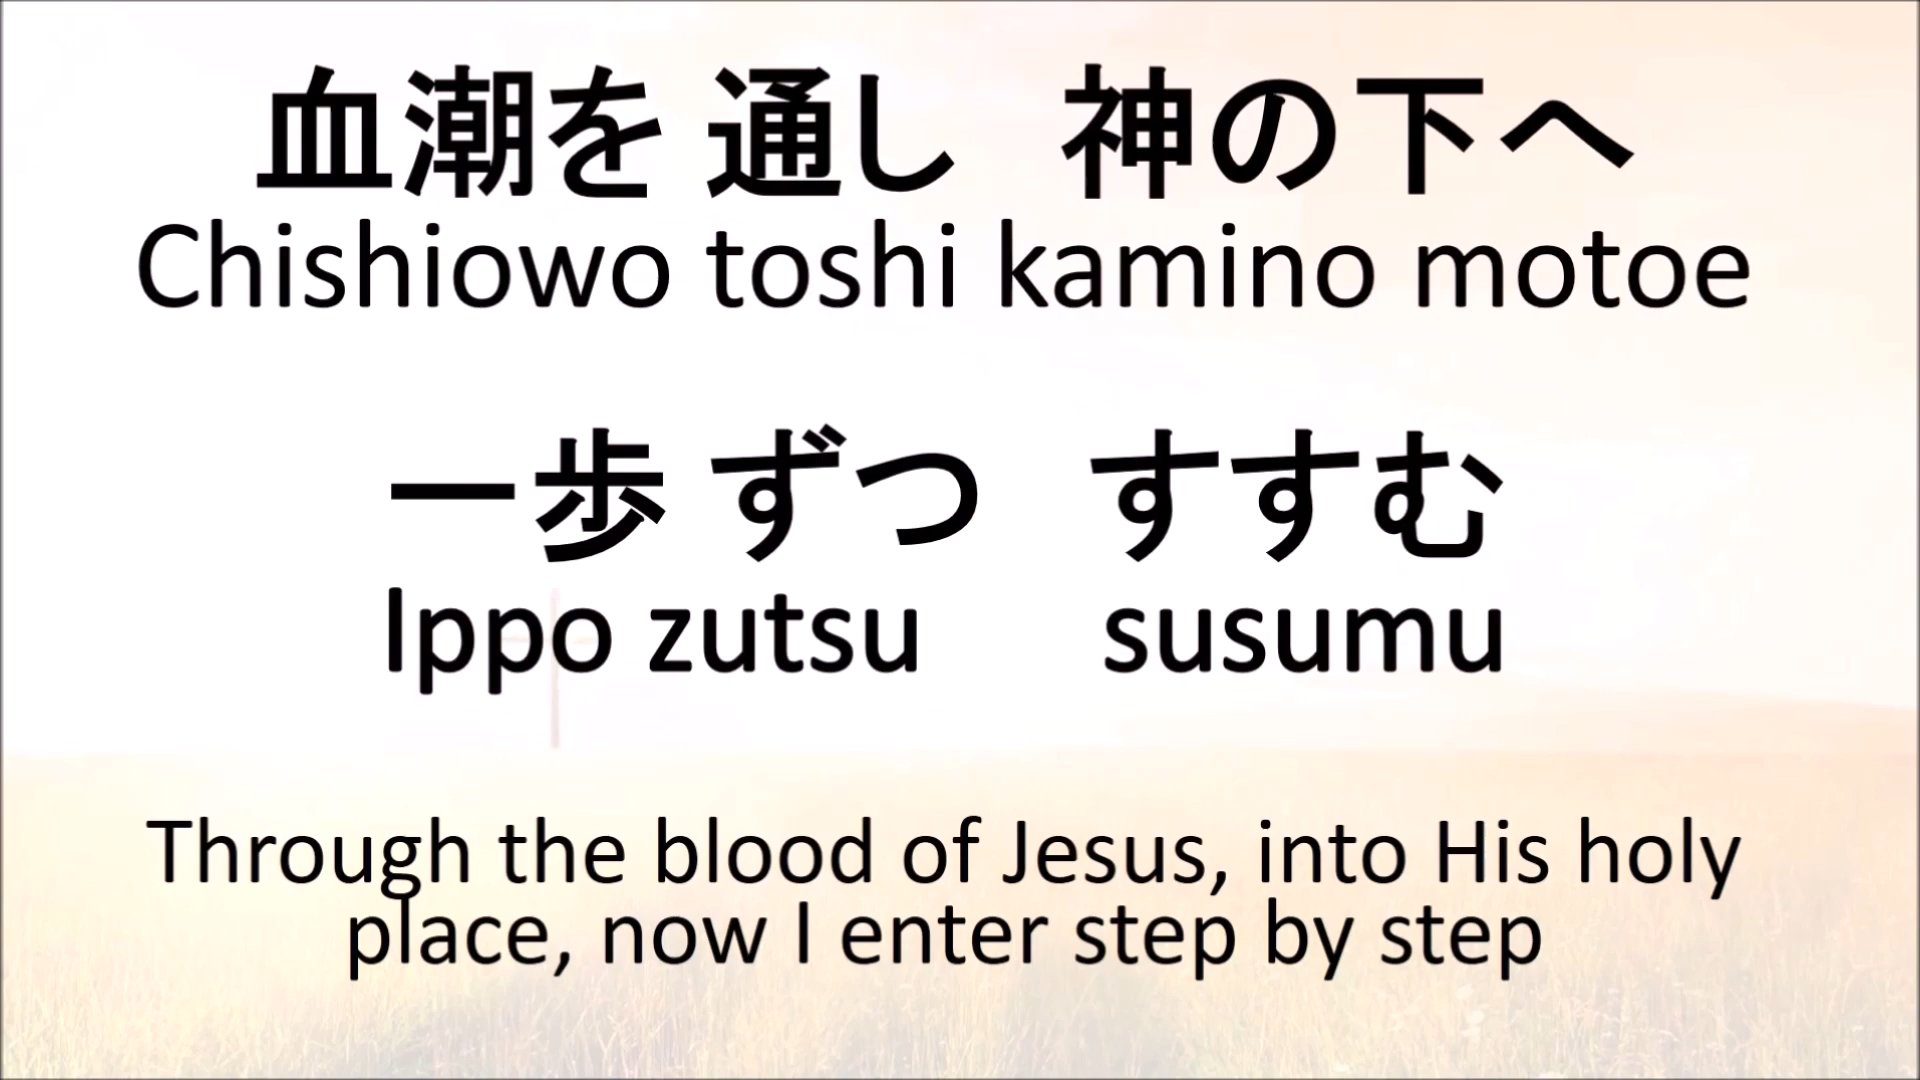 血潮を 通し 神の下へ
Chishiowo toshi kamino motoe
一歩 ずつ すすむ
Ippo zutsu susumu
Through the blood of Jesus, into His holy
place, now I enter step by step